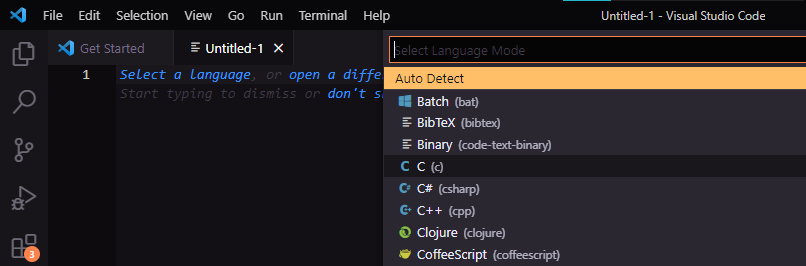 File Edit Selection View Go Run Terminal Help Untitled-1 - Visual Studio Code
Get Started Untitled-1
Select Language Mode
1 Select a language, or open a diffe
Start typing to dismiss or don't s
Auto Detect
Batch (bat)
BibTeX (bibtex)
Binary (code-text-binary)
C (c)
C# (csharp)
C++ (cpp)
Clojure (clojure)
CoffeeScript (coffeescript)
3